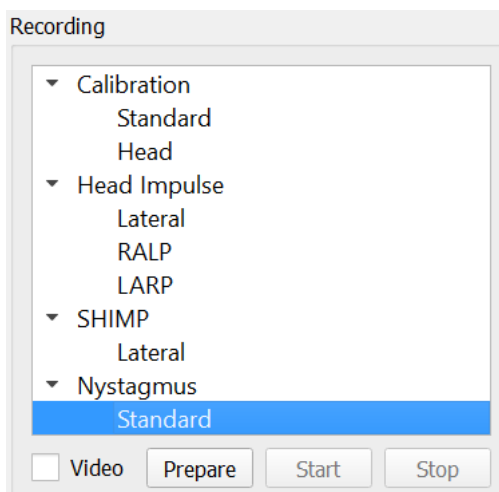 Recording
Calibration
Standard
Head
Head Impulse
Lateral
RALP
LARP
SHIMP
Lateral
Nystagmus
Standard
Video Prepare Start Stop